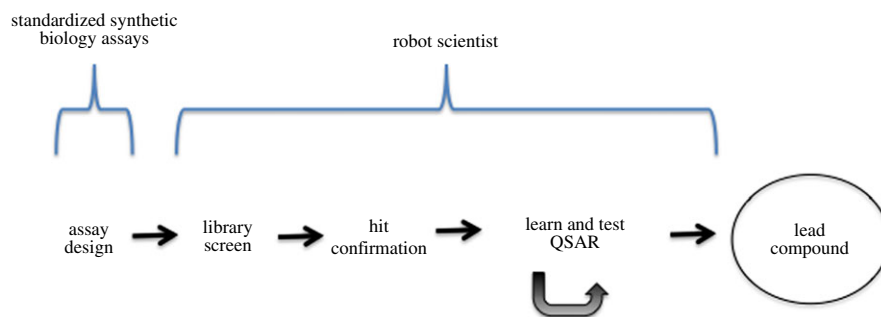 standardized synthetic
biology assays
robot scientist
assay
design
library
screen
hit
confirmation
learn and test
QSAR
lead
compound